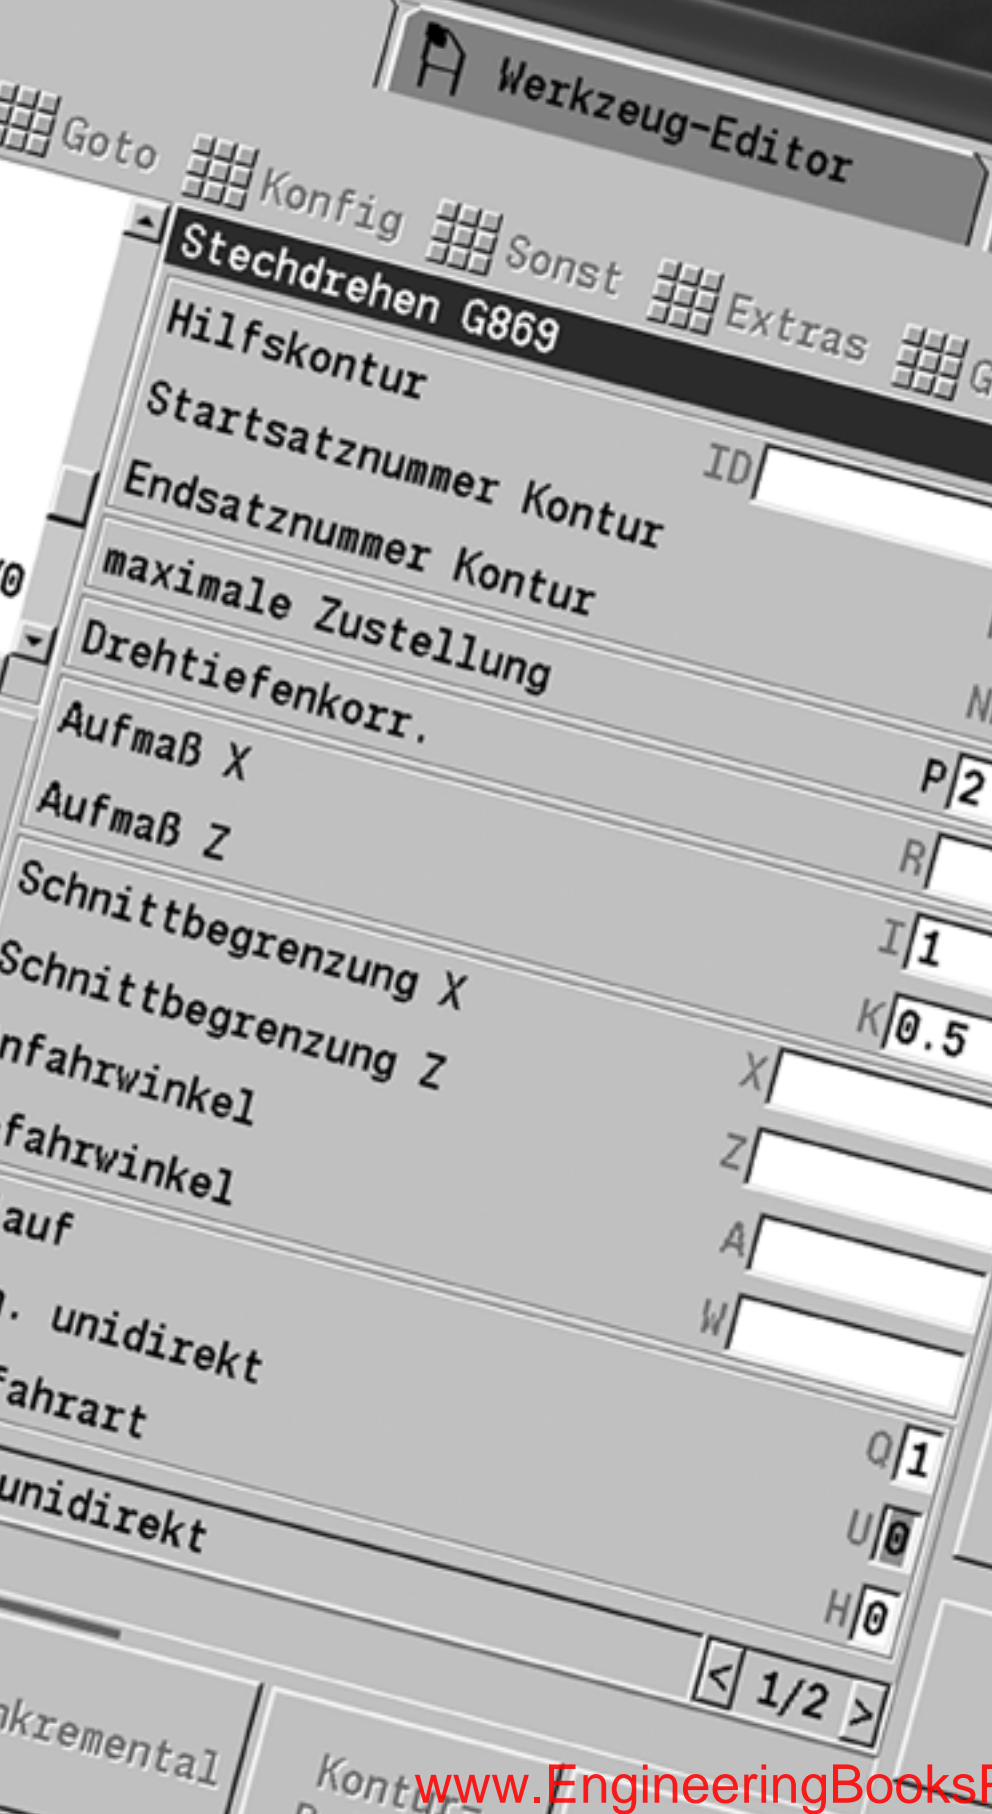 Werkzeug-Editor
Goto Konfig Sonst Extras
Stechdrehen G869
Hilfskontur ID
Startsatznummer Kontur
Endsatznummer Kontur
maximale Zustellung P 2
Drehtiefenkorr. R
Aufmaß X I 1
Aufmaß Z K 0.5
Schnittbegrenzung X X
Schnittbegrenzung Z Z
nfahrwinkel A
fahrwinkel W
auf Q 1
. unidirekt U 0
fahrart H 0
unidirekt
< 1/2 >
nkremental
Kontur-
www.EngineeringBooksP